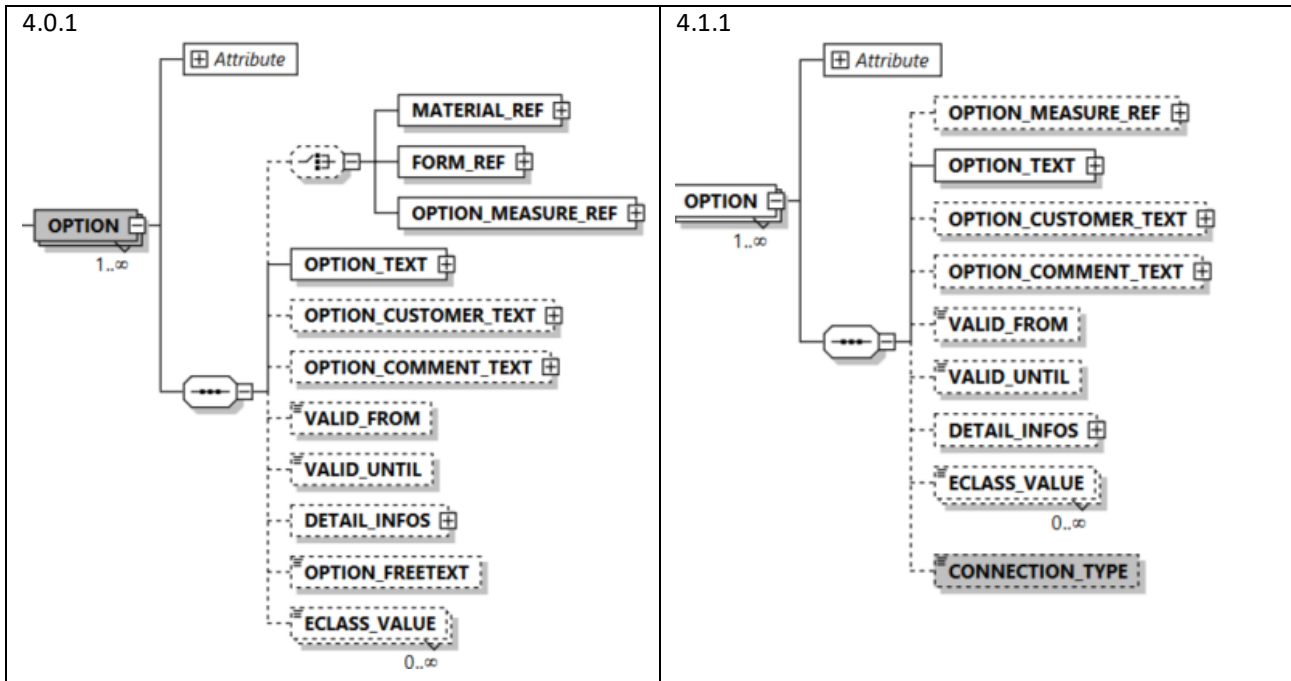 4.0.1
Attribute
MATERIAL_REF
FORM_REF
OPTION_MEASURE_REF
OPTION
1..∞
OPTION_TEXT
OPTION_CUSTOMER_TEXT
OPTION_COMMENT_TEXT
VALID_FROM
VALID_UNTIL
DETAIL_INFOS
OPTION_FREETEXT
ECLASS_VALUE
0..∞
4.1.1
Attribute
OPTION_MEASURE_REF
OPTION_TEXT
OPTION
1..∞
OPTION_CUSTOMER_TEXT
OPTION_COMMENT_TEXT
VALID_FROM
VALID_UNTIL
DETAIL_INFOS
ECLASS_VALUE
0..∞
CONNECTION_TYPE